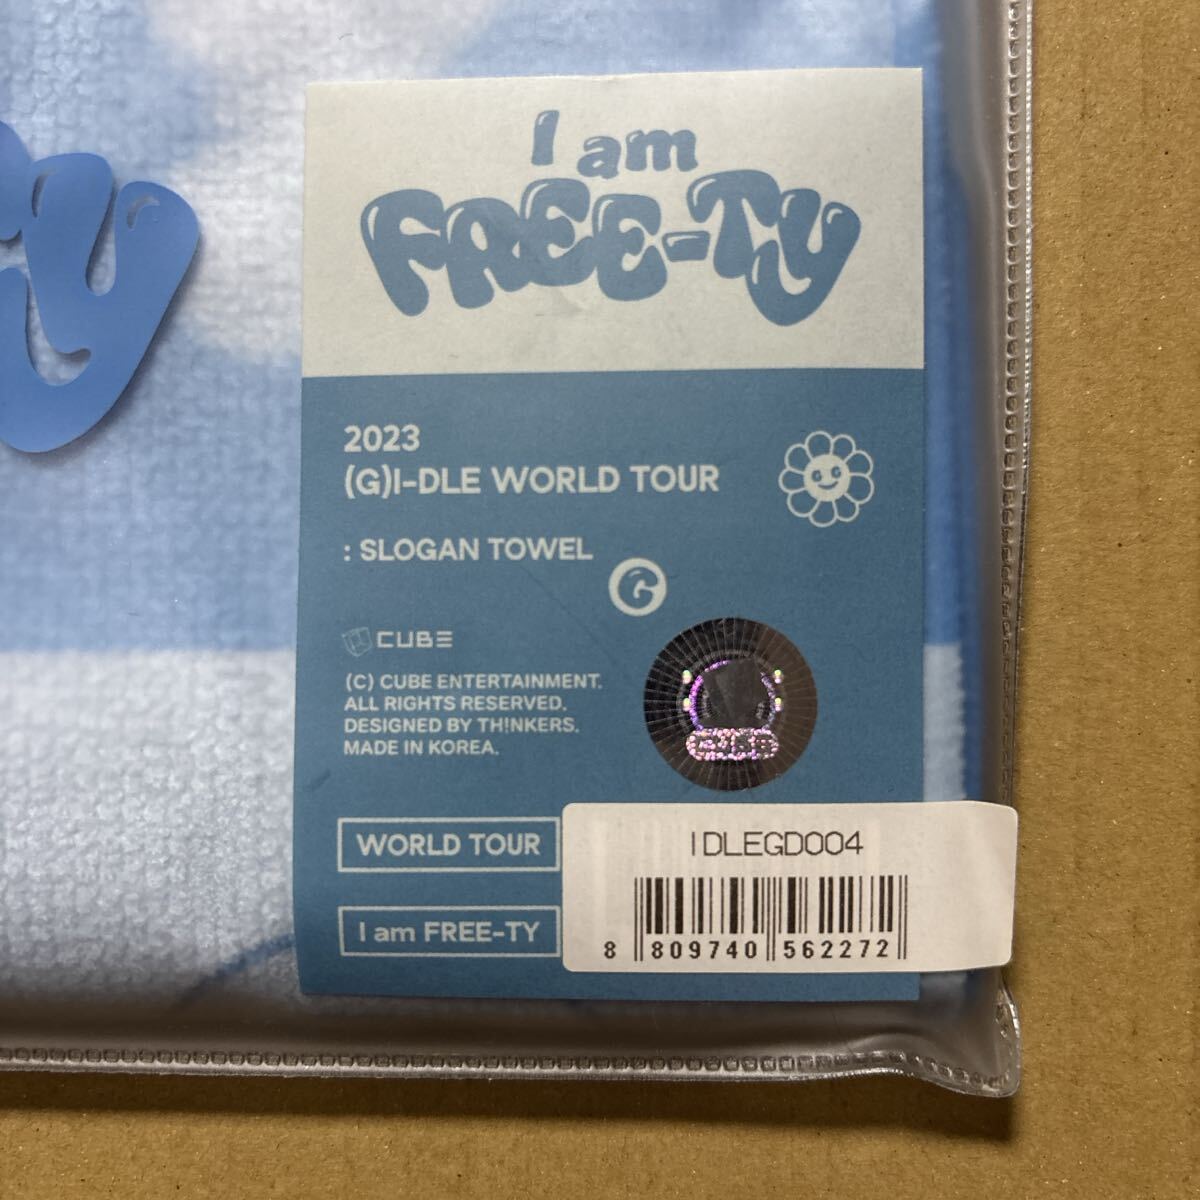 I am
FREE-TY
2023
(G)I-DLE WORLD TOUR
: SLOGAN TOWEL
G
CUBE
(C) CUBE ENTERTAINMENT.
ALL RIGHTS RESERVED.
DESIGNED BY TH!NKERS.
MADE IN KOREA.
CUBE
WORLD TOUR
I am FREE-TY
IDLEGD004
8 809740 562272